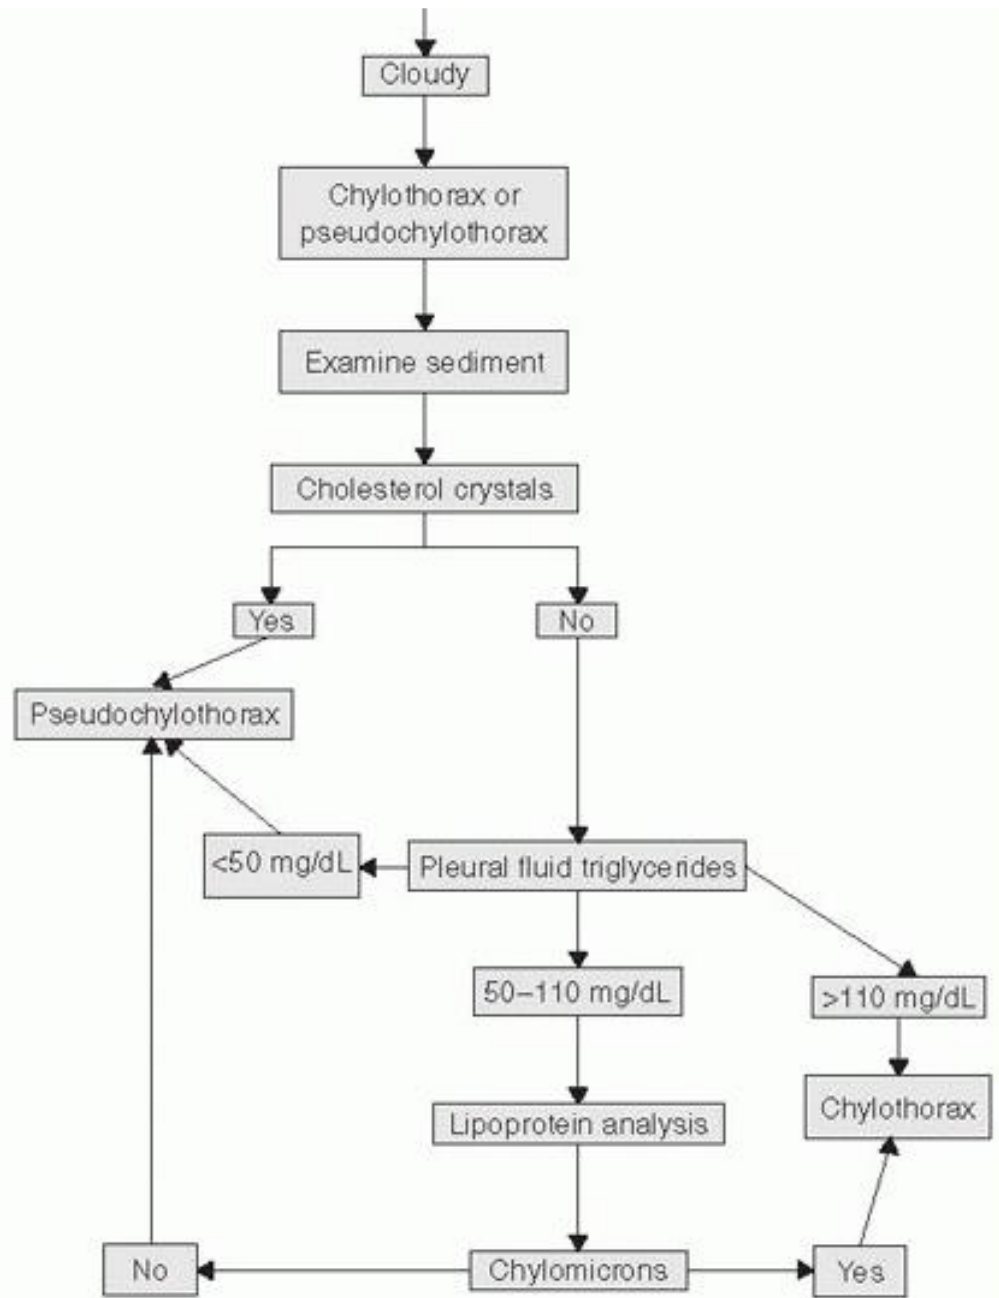 Cloudy
Chylothorax or
pseudochylothorax
Examine sediment
Cholesterol crystals
Yes
No
Pseudochylothorax
<50 mg/dL
Pleural fluid triglycerides
50–110 mg/dL
>110 mg/dL
Chylothorax
Lipoprotein analysis
No
Chylomicrons
Yes